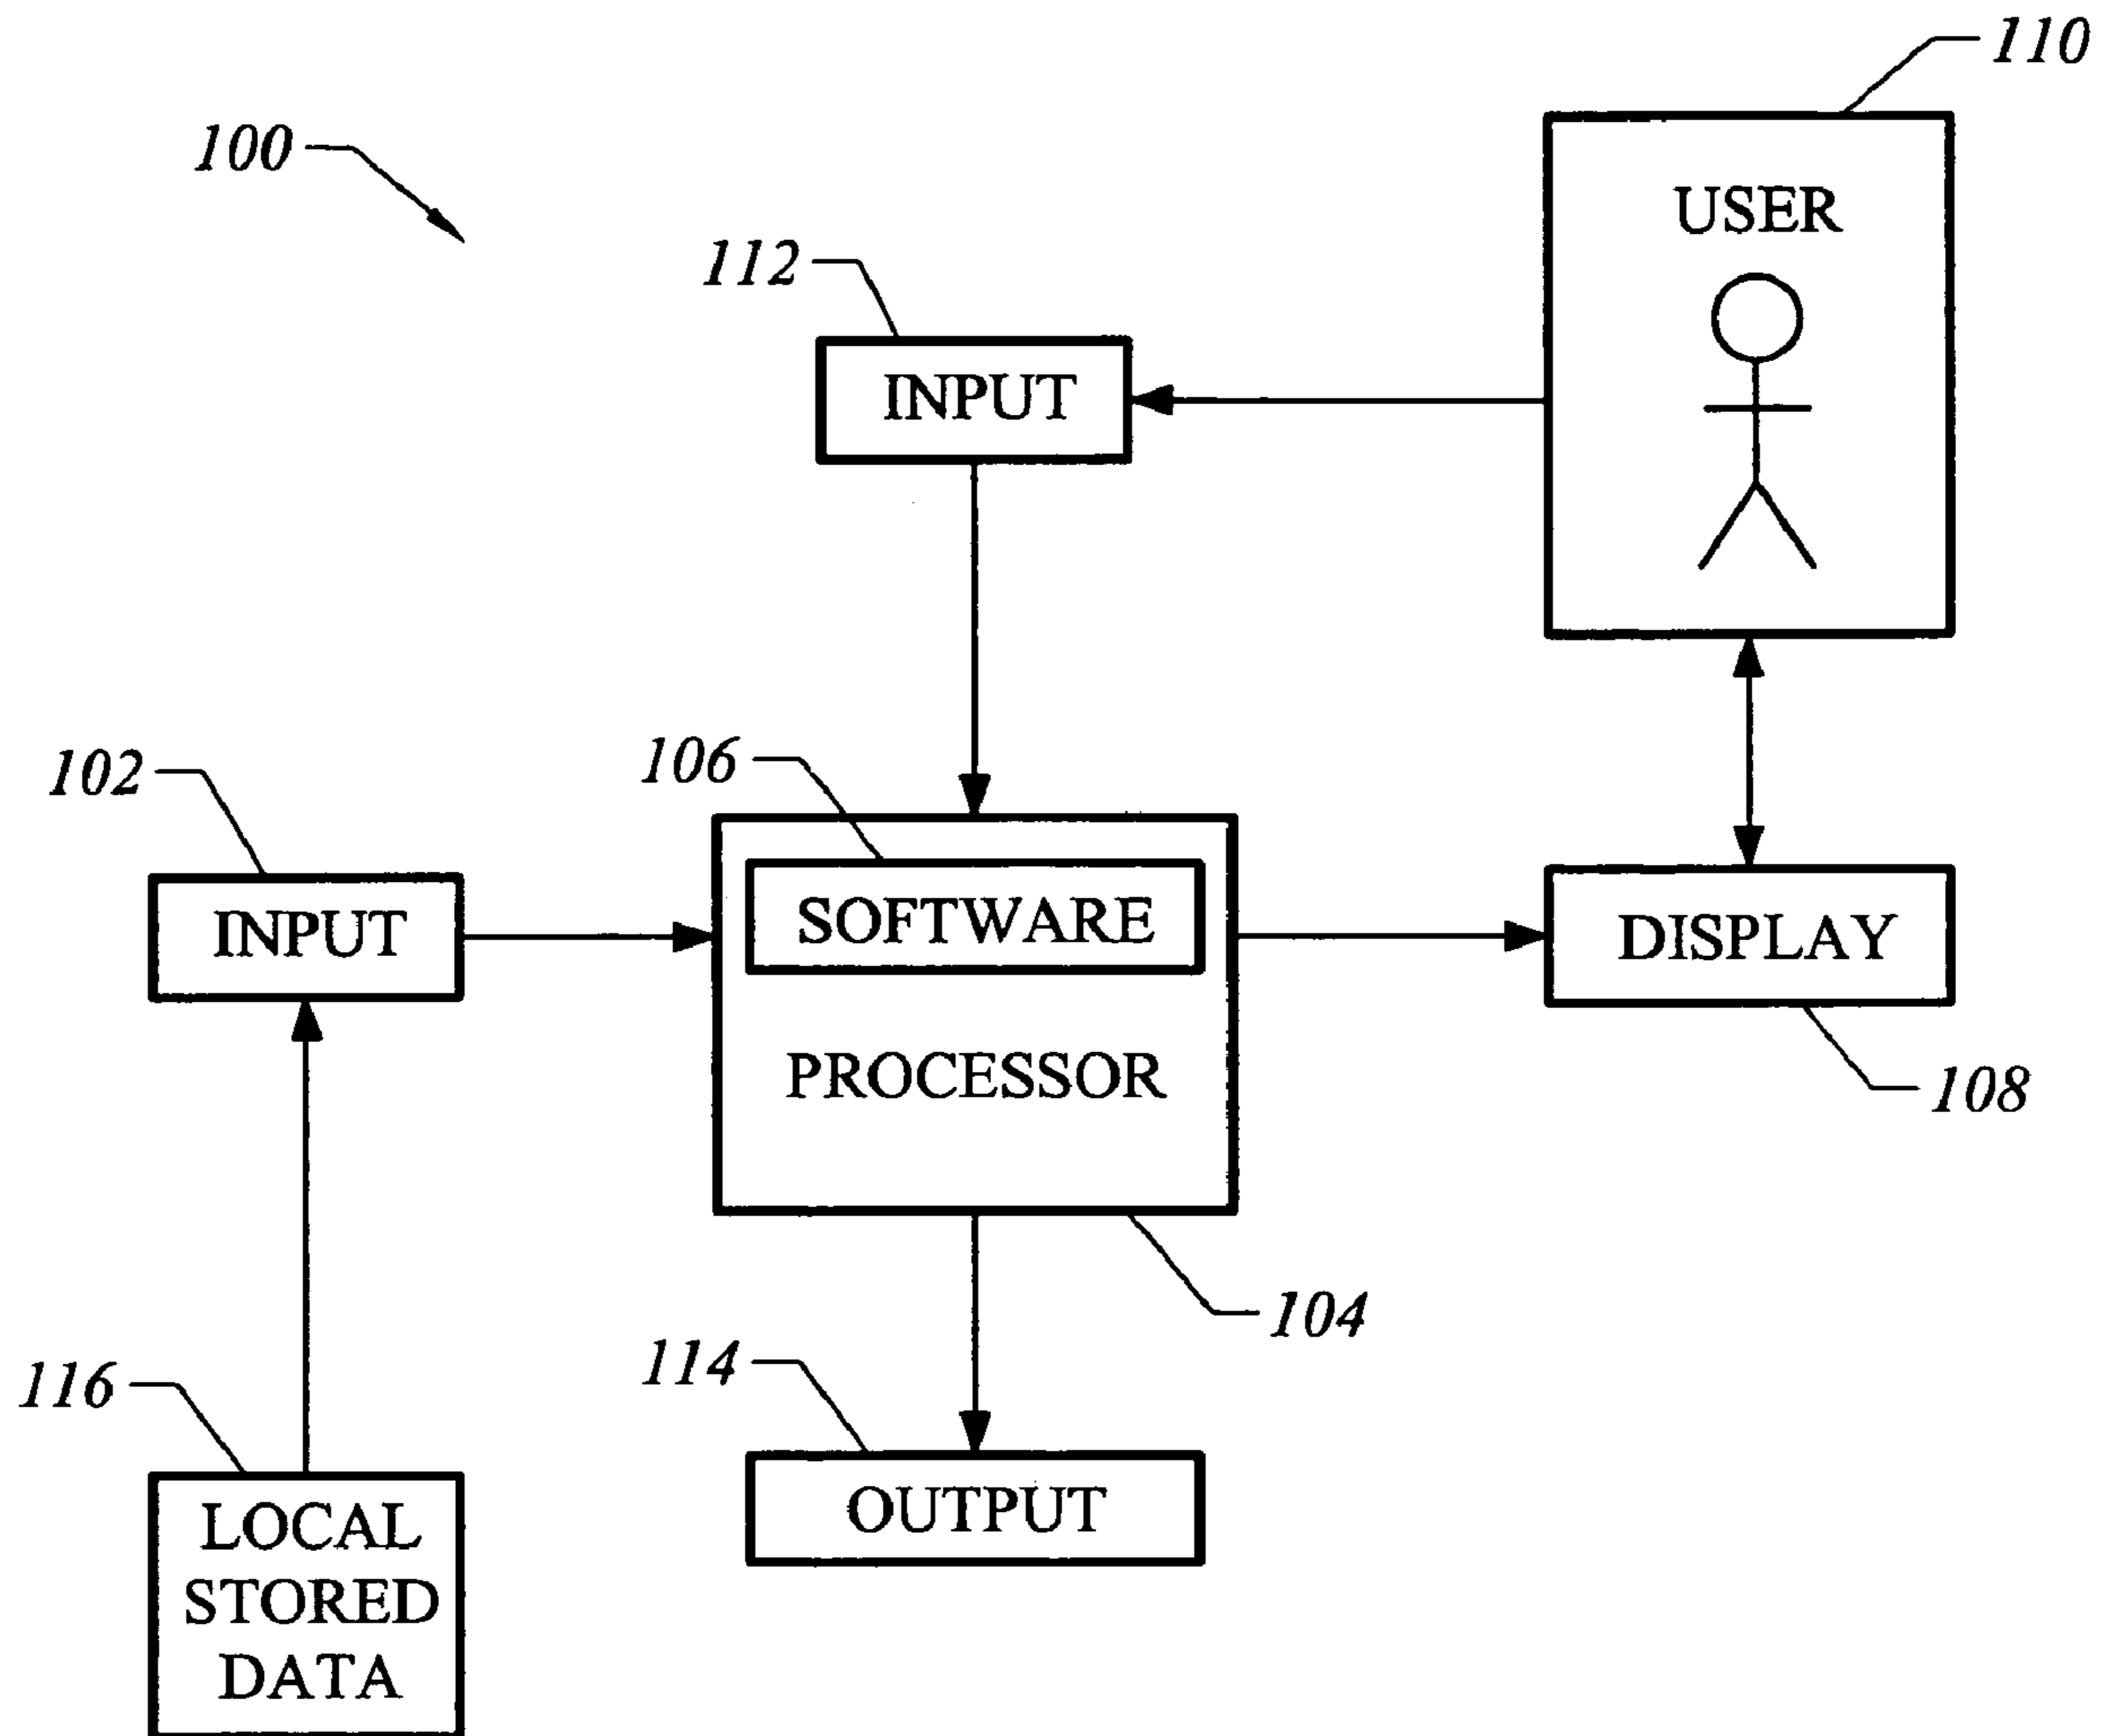 110
100
USER
112
INPUT
106
102
SOFTWARE
INPUT
DISPLAY
PROCESSOR
108
104
114
116
OUTPUT
LOCAL
STORED
DATA